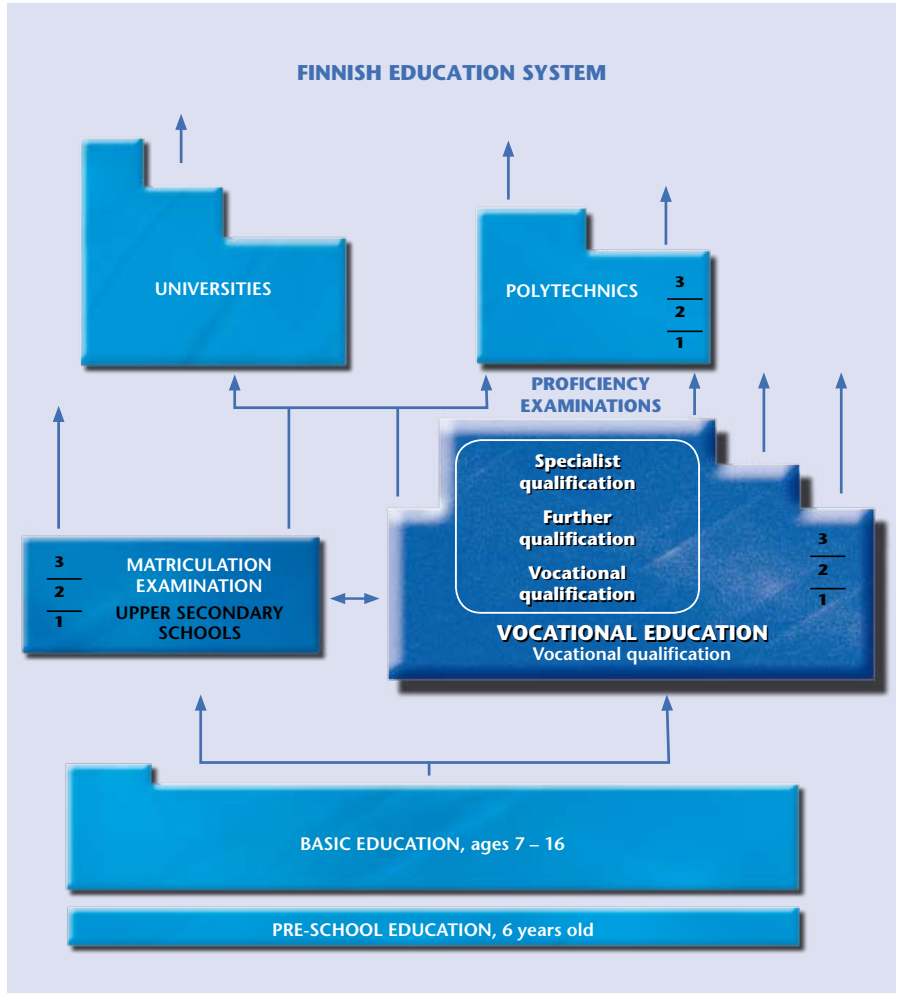 FINNISH EDUCATION SYSTEM
UNIVERSITIES
POLYTECHNICS
3
2
1
PROFICIENCY
EXAMINATIONS
Specialist
qualification
Further
qualification
Vocational
qualification
3
2
1
VOCATIONAL EDUCATION
Vocational qualification
3
2
1
MATRICULATION
EXAMINATION
UPPER SECONDARY
SCHOOLS
BASIC EDUCATION, ages 7 – 16
PRE-SCHOOL EDUCATION, 6 years old